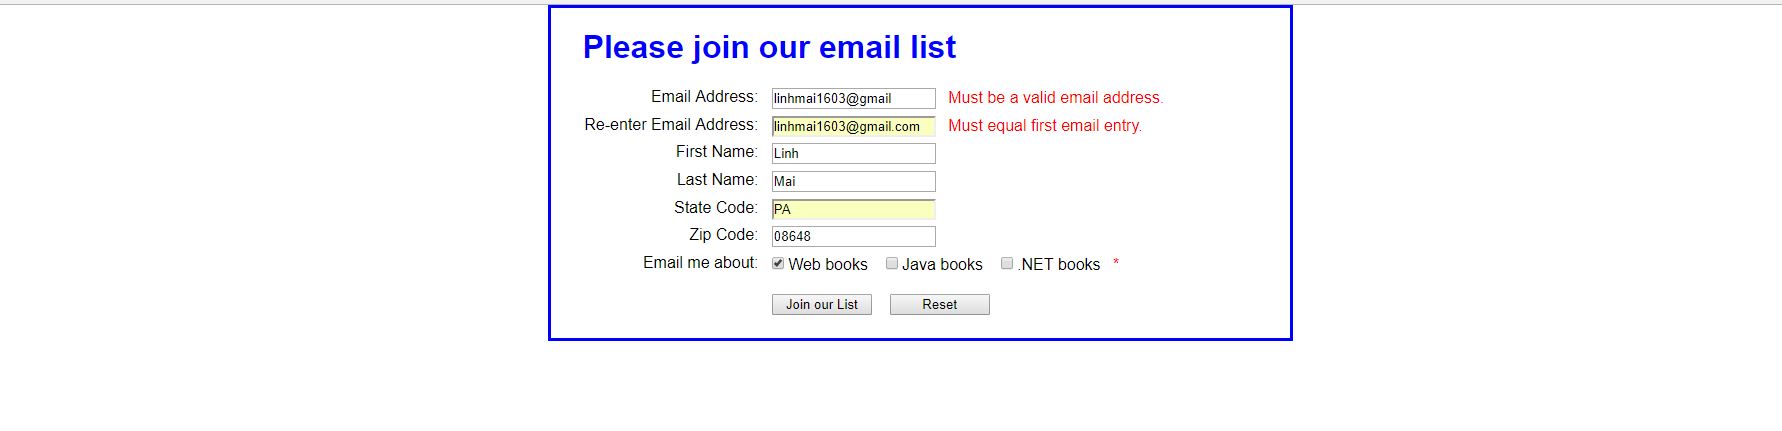 Please join our email list
Email Address: linhmai1603@gmail Must be a valid email address.
Re-enter Email Address: linhmai1603@gmail.com Must equal first email entry.
First Name: Linh
Last Name: Mai
State Code: PA
Zip Code: 08648
Email me about: Web books Java books .NET books *
Join our List Reset